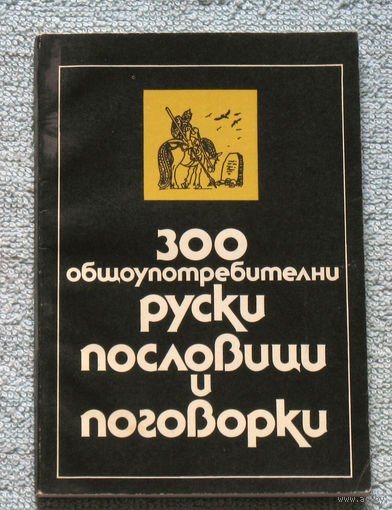 300
общоупотребителни
руски
пословици
и
поговорки